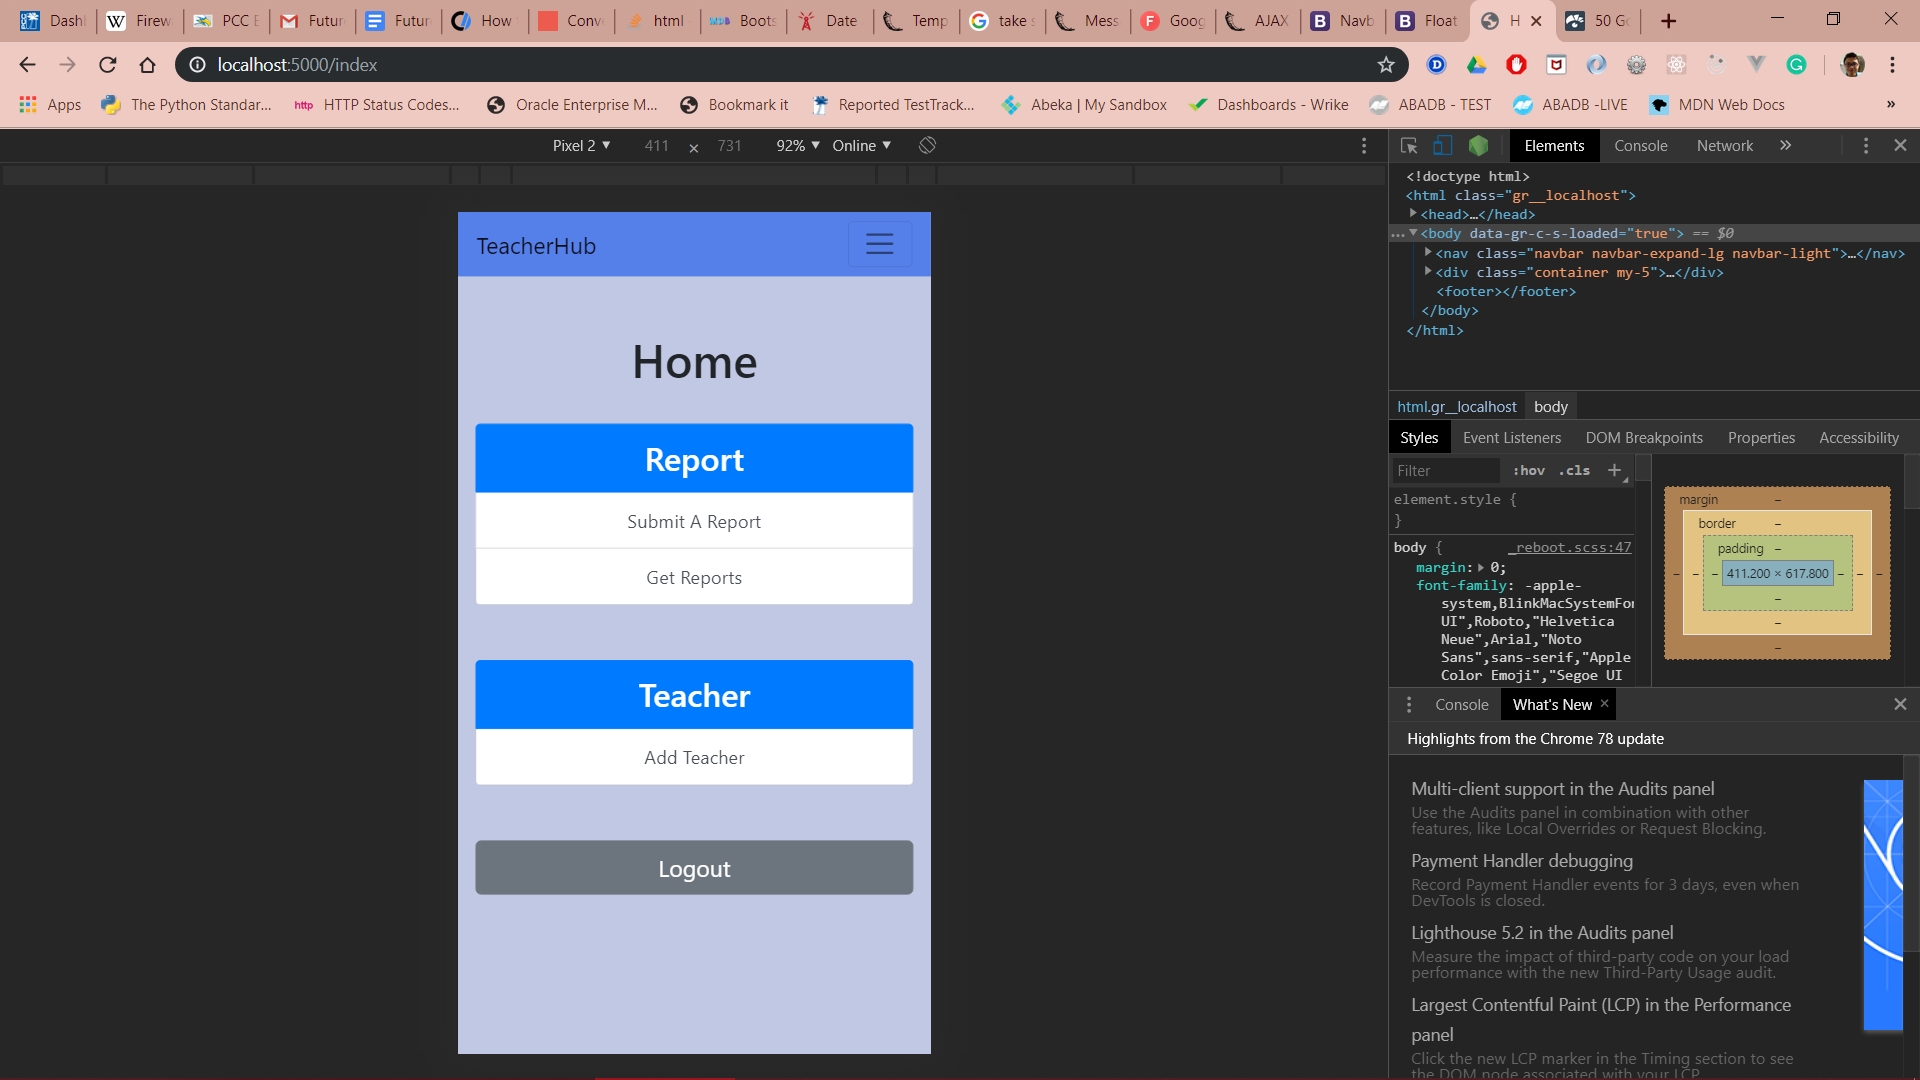 Dashb
Firew
PCC E
Futur
Futur
How
Conve
html
Boots
Date
Temp
take s
Mess
Goog
AJAX
Navb
Float
H
50 Go
localhost:5000/index
Apps
The Python Standar...
HTTP Status Codes...
Oracle Enterprise M...
Bookmark it
Reported TestTrack...
Abeka | My Sandbox
Dashboards - Wrike
ABADB - TEST
ABADB -LIVE
MDN Web Docs
»
Pixel 2 ▼ 411 × 731 92% ▼ Online ▼
Elements Console Network »
<!doctype html>
<html class="gr__localhost">
<head>…</head>
<body data-gr-c-s-loaded="true"> == $0
<nav class="navbar navbar-expand-lg navbar-light">…</nav>
<div class="container my-5">…</div>
<footer></footer>
</body>
</html>
html.gr__localhost body
Styles Event Listeners DOM Breakpoints Properties Accessibility
Filter :hov .cls +
element.style {
}
body { _reboot.scss:47
margin: 0;
font-family: -apple-
system,BlinkMacSystemFon
UI",Roboto,"Helvetica
Neue",Arial,"Noto
Sans",sans-serif,"Apple
Color Emoji","Segoe UI
margin –
border –
padding –
– – – 411.200 × 617.800 – – –
–
–
–
Console What's New ×
Highlights from the Chrome 78 update
Multi-client support in the Audits panel
Use the Audits panel in combination with other
features, like Local Overrides or Request Blocking.
Payment Handler debugging
Record Payment Handler events for 3 days, even when
DevTools is closed.
Lighthouse 5.2 in the Audits panel
Measure the impact of third-party code on your load
performance with the new Third-Party Usage audit.
Largest Contentful Paint (LCP) in the Performance
panel
Click the new LCP marker in the Timing section to see
the DOM node associated with your LCP.
TeacherHub
Home
Report
Submit A Report
Get Reports
Teacher
Add Teacher
Logout